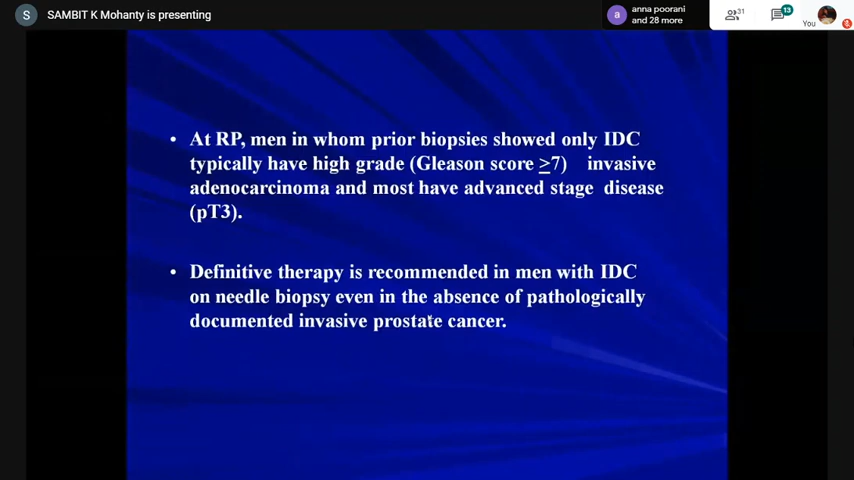 S SAMBIT K Mohanty is presenting
a anna poorani
and 28 more
31
13
You
• At RP, men in whom prior biopsies showed only IDC
typically have high grade (Gleason score ≥7) invasive
adenocarcinoma and most have advanced stage disease
(pT3).
• Definitive therapy is recommended in men with IDC
on needle biopsy even in the absence of pathologically
documented invasive prostate cancer.